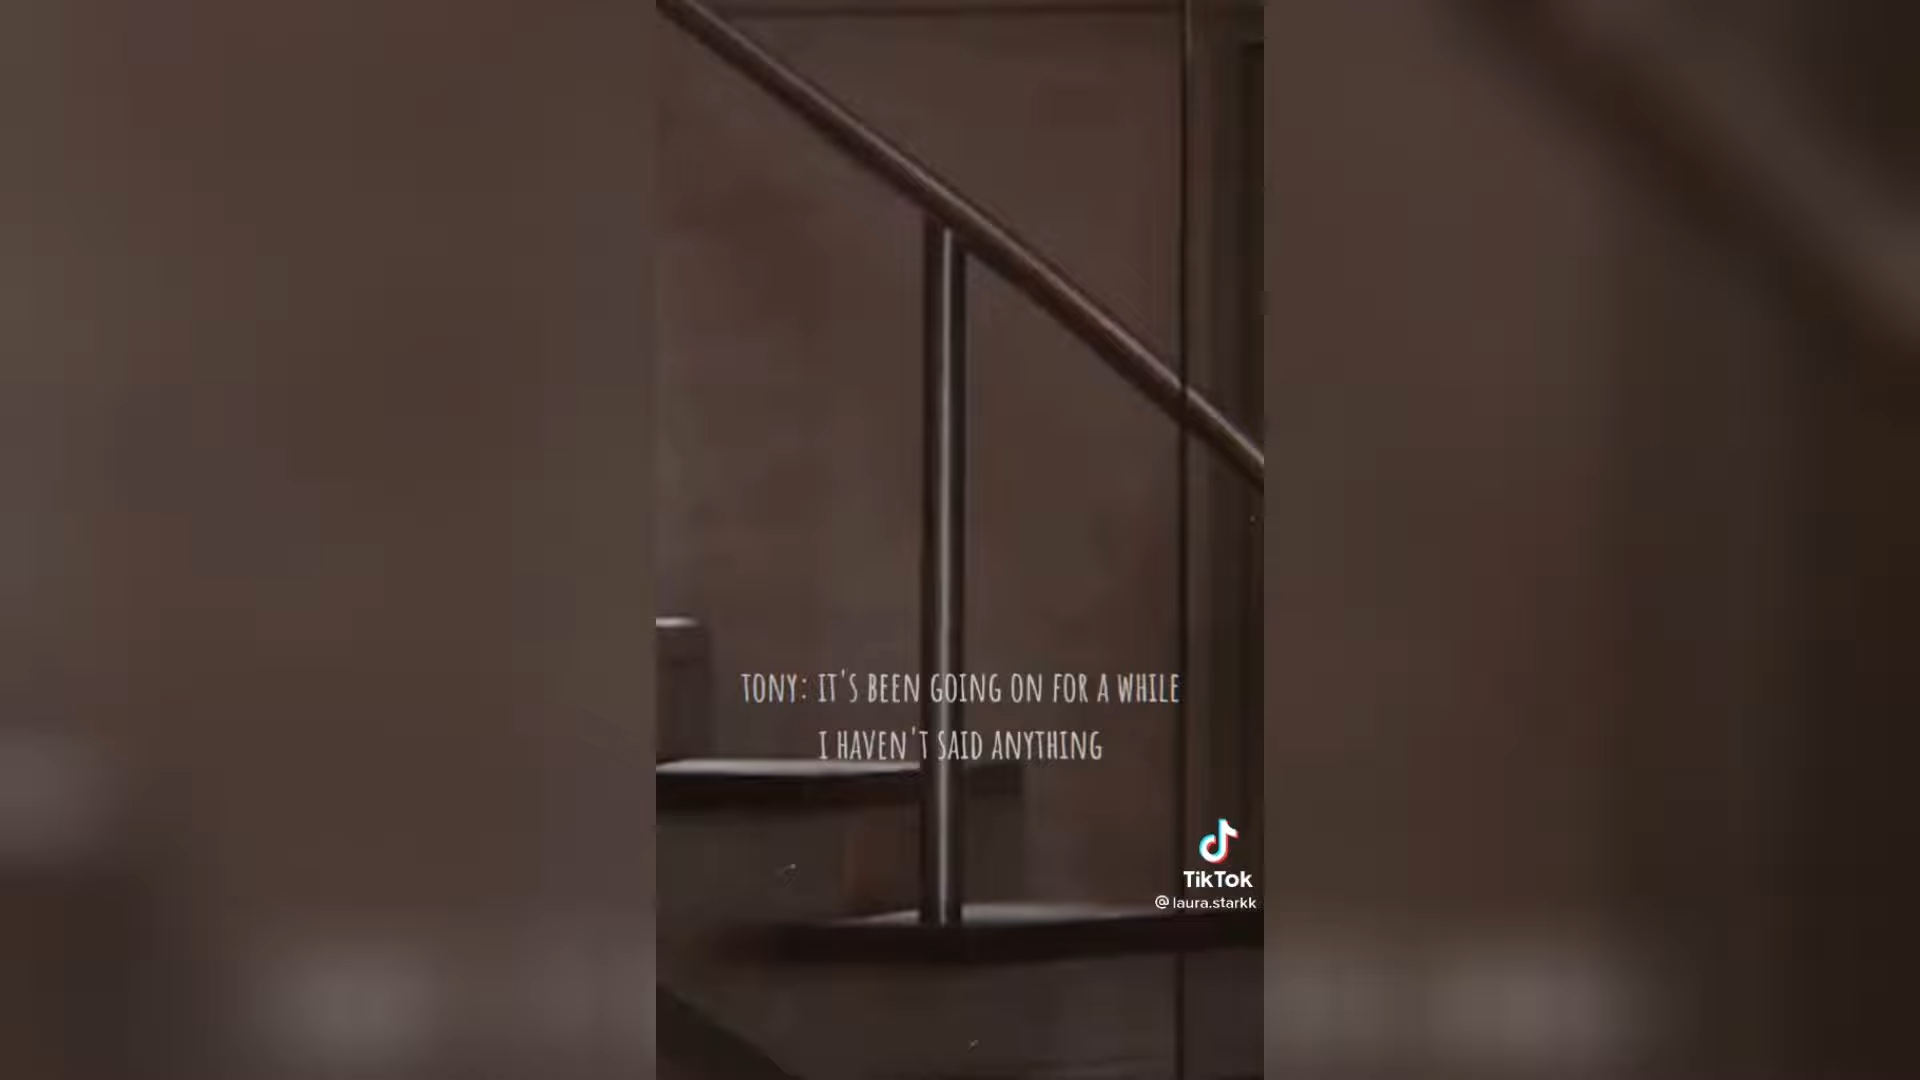 TONY: IT'S BEEN GOING ON FOR A WHILE
I HAVEN'T SAID ANYTHING
TikTok
@laura.starkk